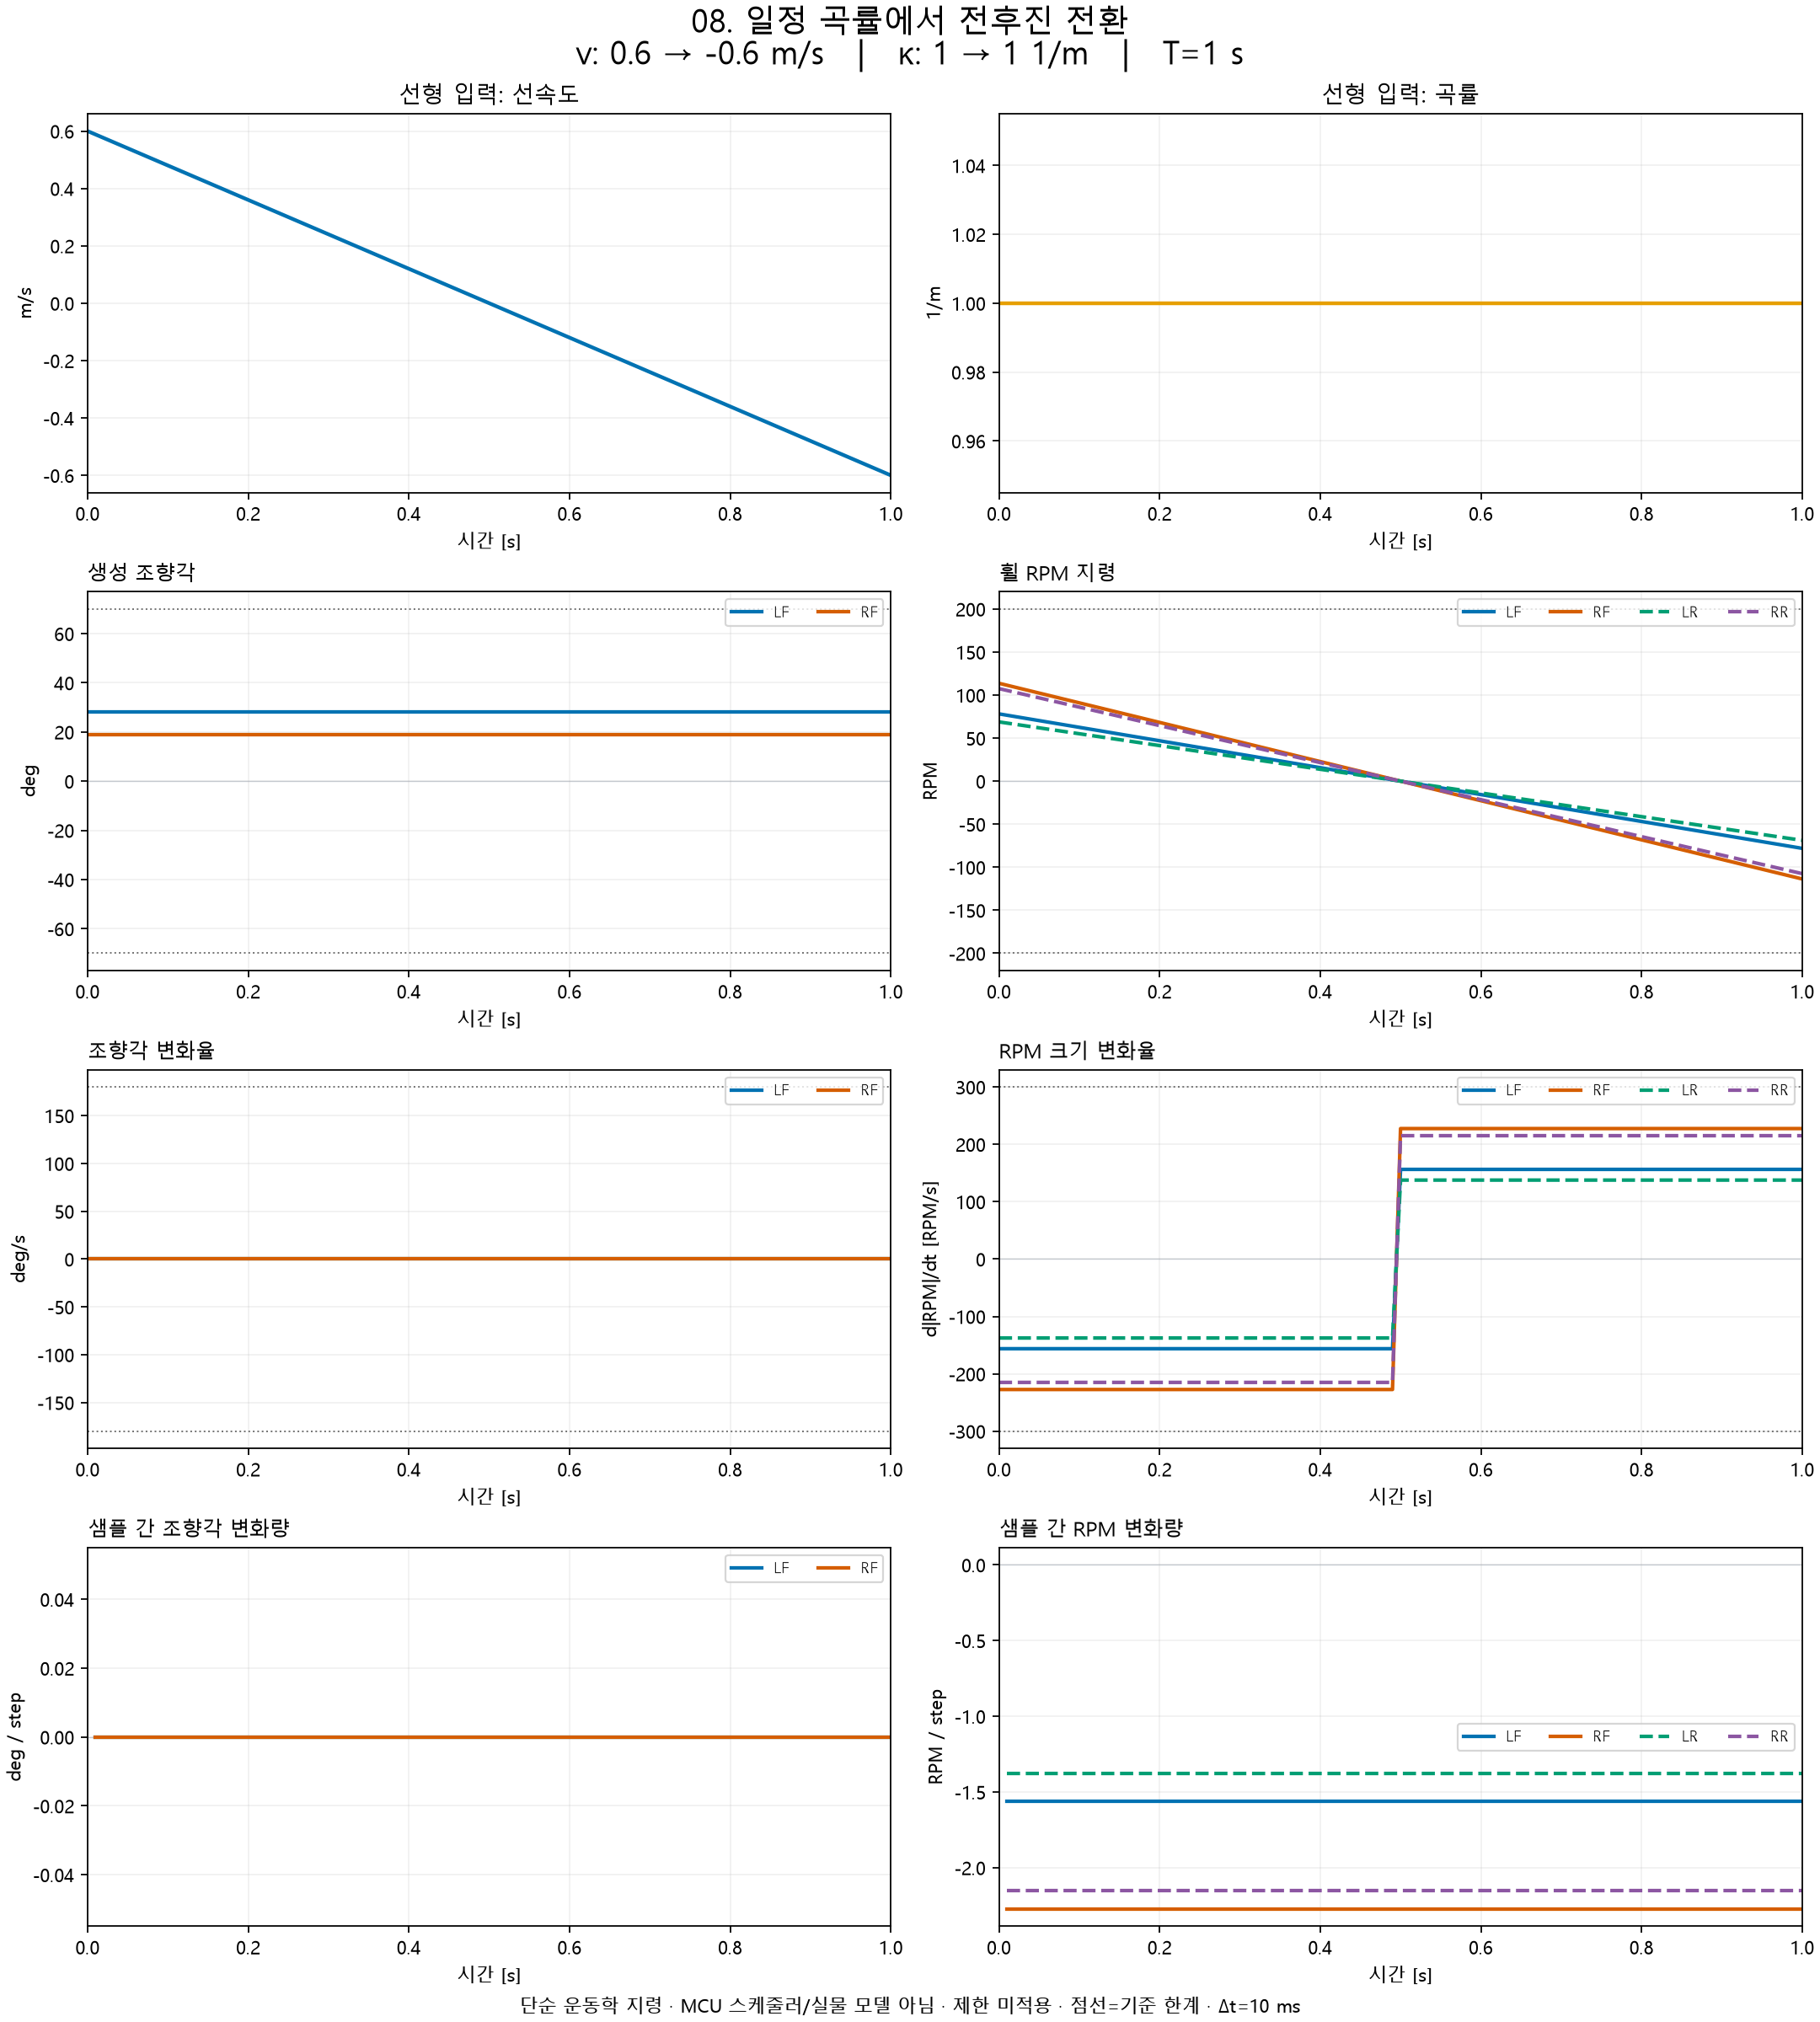 08. 일정 곡률에서 전후진 전환
v: 0.6 → -0.6 m/s | κ: 1 → 1 1/m | T=1 s
선형 입력: 선속도
0.6
0.4
0.2
0.0
-0.2
-0.4
-0.6
m/s
0.0 0.2 0.4 0.6 0.8 1.0
시간 [s]
선형 입력: 곡률
1.04
1.02
1.00
0.98
0.96
1/m
0.0 0.2 0.4 0.6 0.8 1.0
시간 [s]
생성 조향각
LF RF
60
40
20
0
-20
-40
-60
deg
0.0 0.2 0.4 0.6 0.8 1.0
시간 [s]
휠 RPM 지령
LF RF LR RR
200
150
100
50
0
-50
-100
-150
-200
RPM
0.0 0.2 0.4 0.6 0.8 1.0
시간 [s]
조향각 변화율
LF RF
150
100
50
0
-50
-100
-150
deg/s
0.0 0.2 0.4 0.6 0.8 1.0
시간 [s]
RPM 크기 변화율
LF RF LR RR
300
200
100
0
-100
-200
-300
d|RPM|/dt [RPM/s]
0.0 0.2 0.4 0.6 0.8 1.0
시간 [s]
샘플 간 조향각 변화량
LF RF
0.04
0.02
0.00
-0.02
-0.04
deg / step
0.0 0.2 0.4 0.6 0.8 1.0
시간 [s]
샘플 간 RPM 변화량
0.0
-0.5
-1.0
-1.5
-2.0
RPM / step
LF RF LR RR
0.0 0.2 0.4 0.6 0.8 1.0
시간 [s]
단순 운동학 지령 · MCU 스케줄러/실물 모델 아님 · 제한 미적용 · 점선=기준 한계 · Δt=10 ms